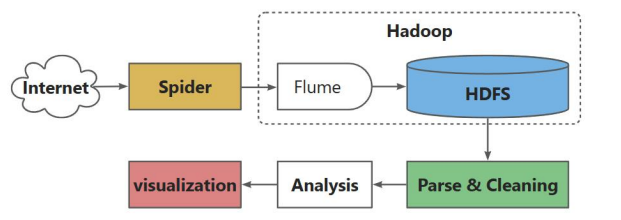 Hadoop
Internet
Spider
Flume
HDFS
visualization
Analysis
Parse & Cleaning